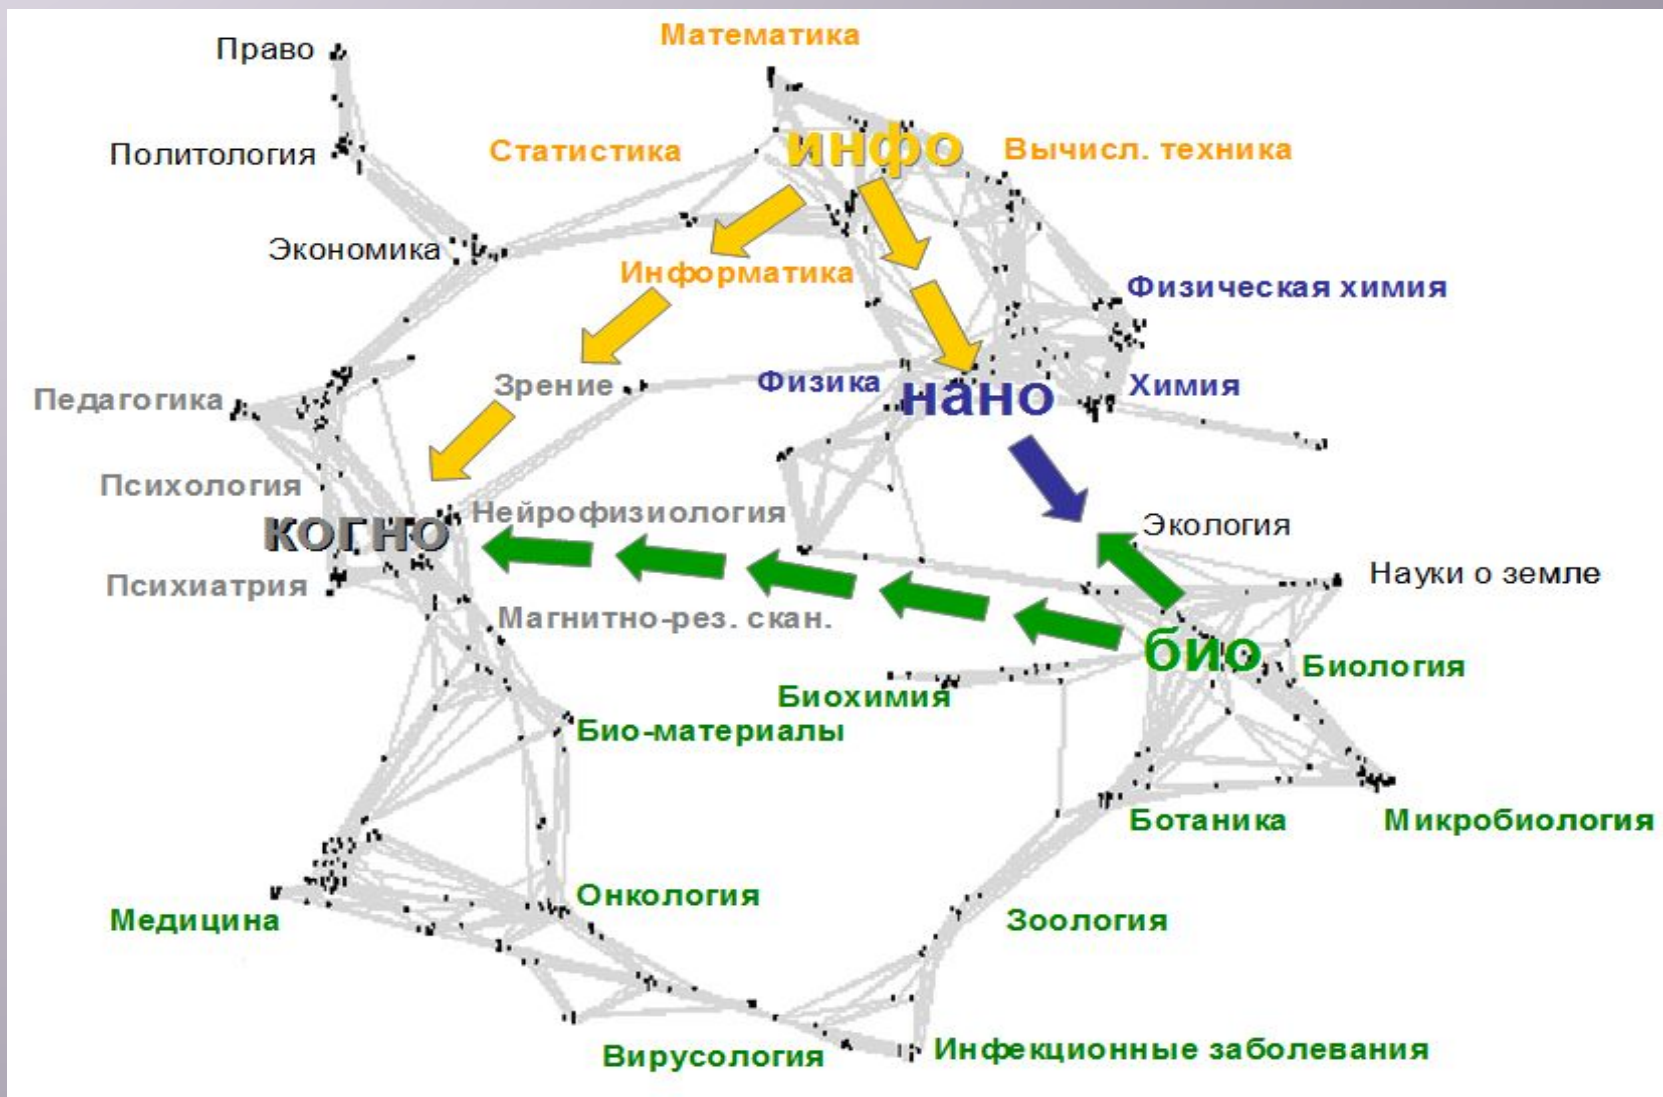 Математика
Право
инфо
Статистика
Вычисл. техника
Политология
Экономика
Информатика
Физическая химия
Зрение
Физика
нано
Химия
Педагогика
Психология
Нейрофизиология
когно
Экология
Психиатрия
Науки о земле
Магнитно-рез. скан.
био
Биология
Биохимия
Био-материалы
Ботаника
Микробиология
Онкология
Медицина
Зоология
Вирусология
Инфекционные заболевания